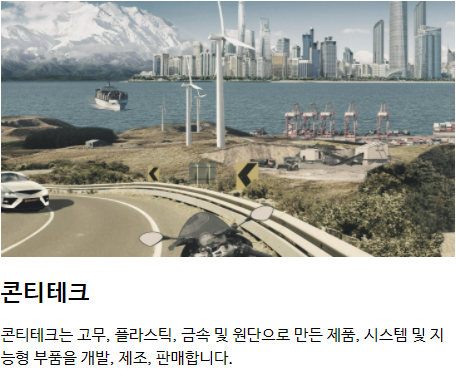 콘티테크
콘티테크는 고무, 플라스틱, 금속 및 원단으로 만든 제품, 시스템 및 지
능형 부품을 개발, 제조, 판매합니다.